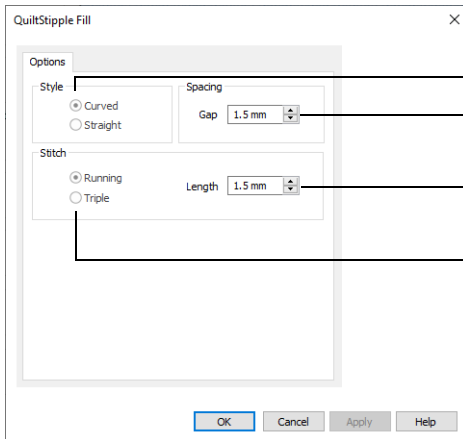 QuiltStipple Fill
Options
Style
Spacing
Curved
Straight
Gap 1.5 mm
Stitch
Running
Triple
Length 1.5 mm
OK Cancel Apply Help